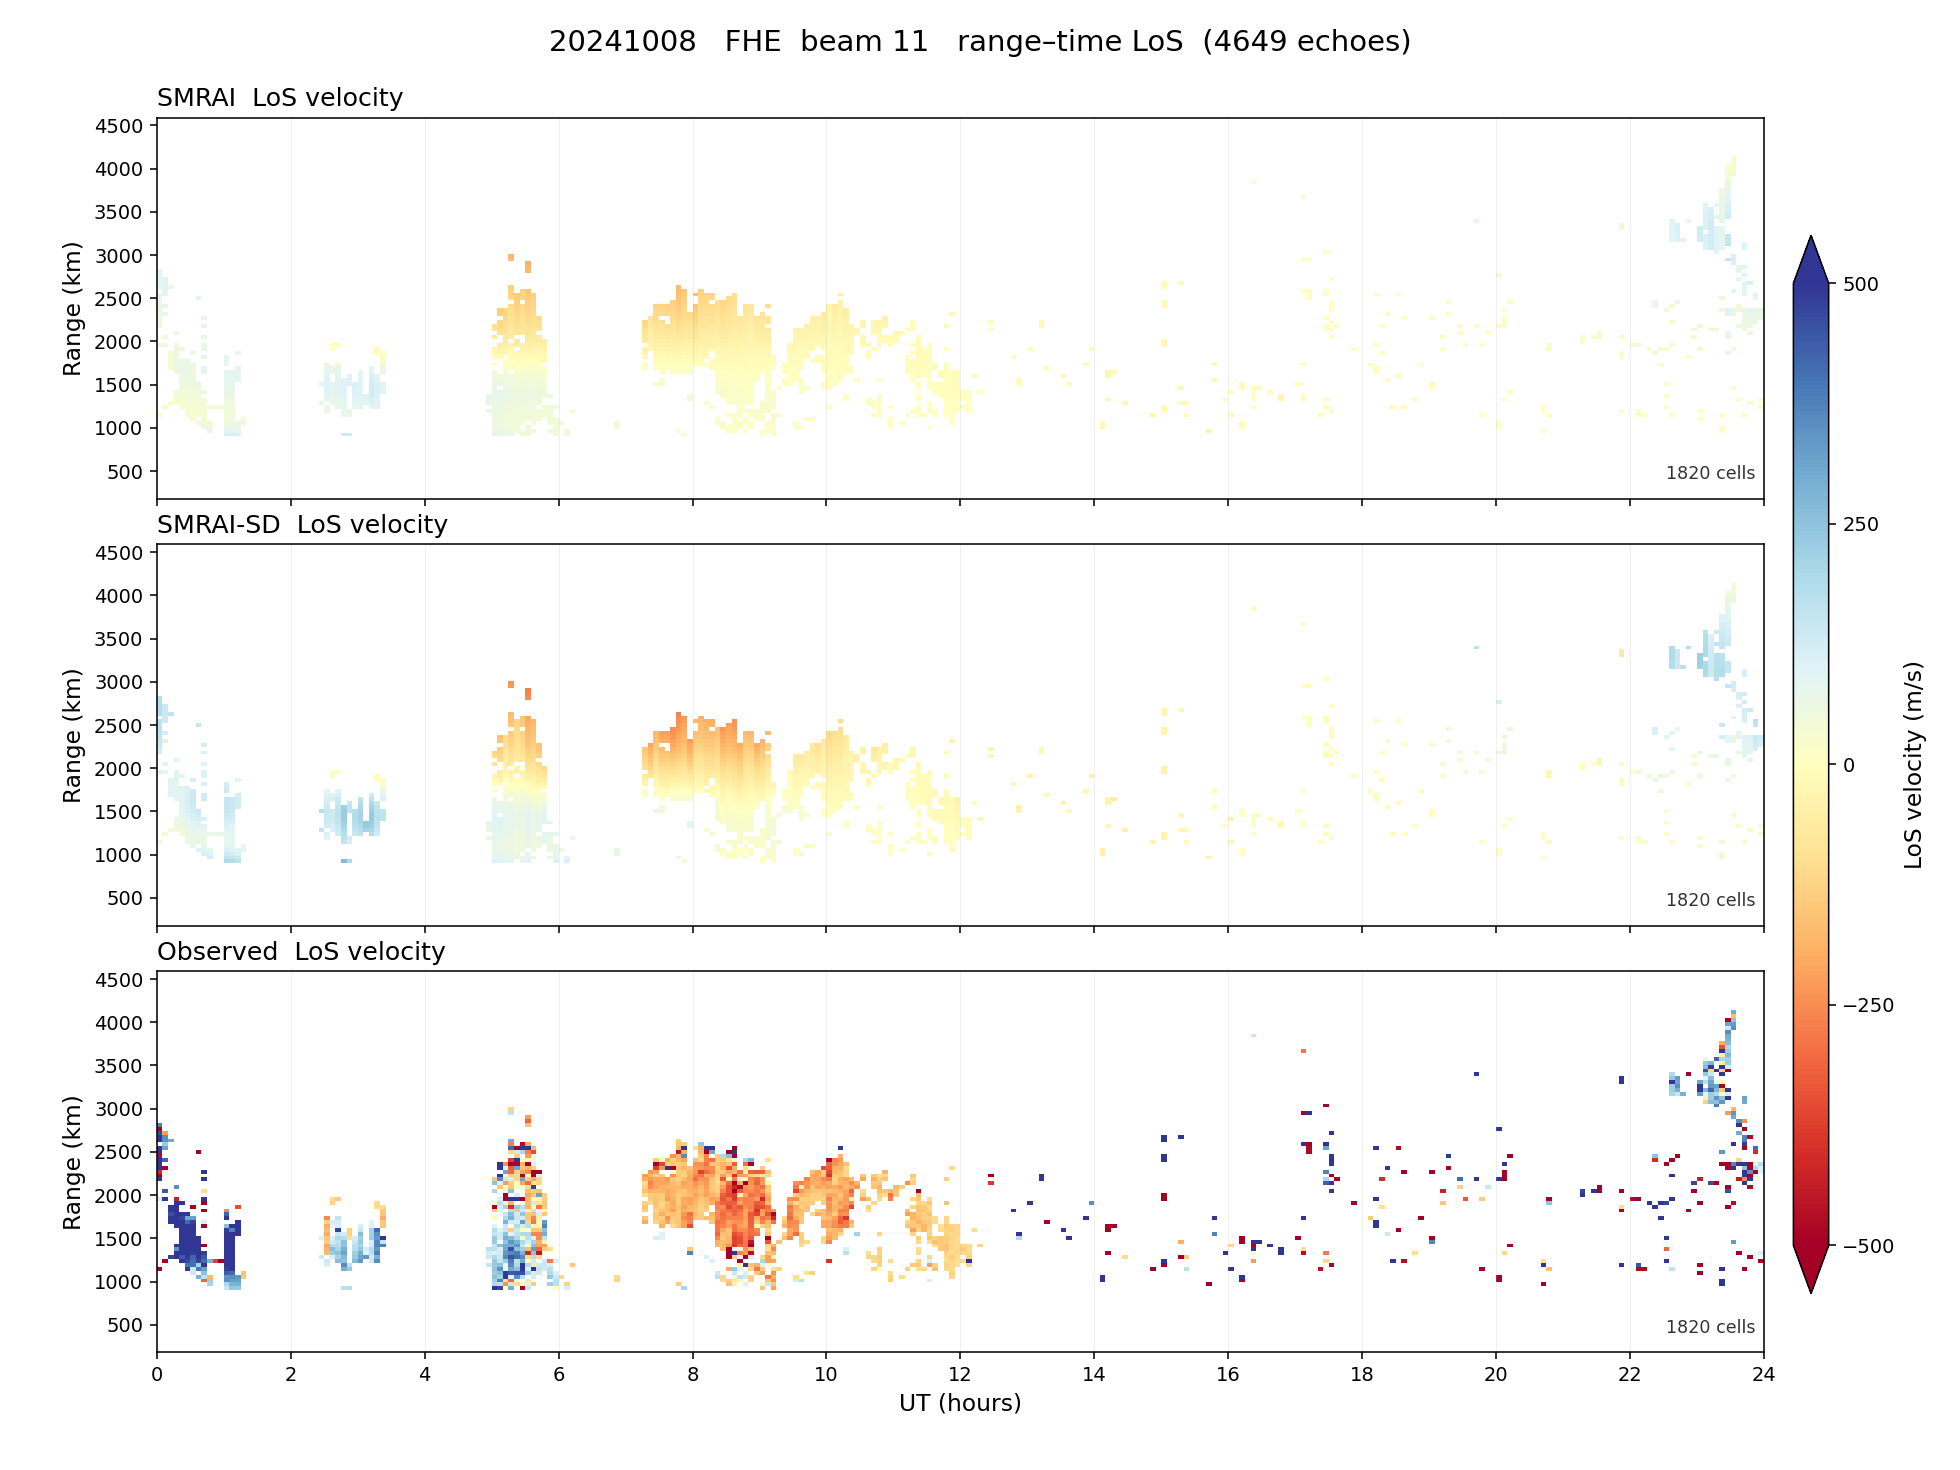 20241008   FHE  beam 11   range–time LoS  (4649 echoes)
SMRAI  LoS velocity
4500
4000
3500
3000
2500
2000
1500
1000
500
Range (km)
1820 cells
SMRAI-SD  LoS velocity
4500
4000
3500
3000
2500
2000
1500
1000
500
Range (km)
1820 cells
Observed  LoS velocity
4500
4000
3500
3000
2500
2000
1500
1000
500
Range (km)
1820 cells
0 2 4 6 8 10 12 14 16 18 20 22 24
UT (hours)
500
250
0
−250
−500
LoS velocity (m/s)